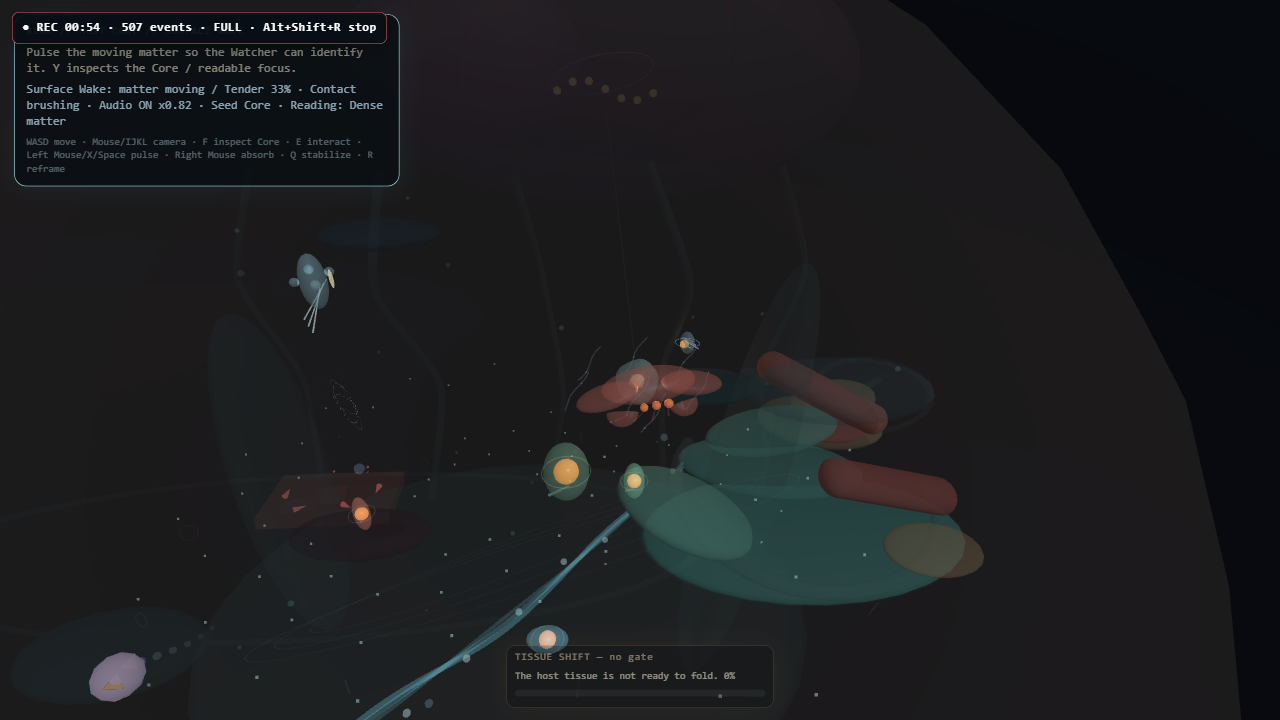 ● REC 00:54 · 507 events · FULL · Alt+Shift+R stop
Pulse the moving matter so the Watcher can identify
it. Y inspects the Core / readable focus.
Surface Wake: matter moving / Tender 33% · Contact
brushing · Audio ON x0.82 · Seed Core · Reading: Dense
matter
WASD move · Mouse/IJKL camera · F inspect Core · E interact ·
Left Mouse/X/Space pulse · Right Mouse absorb · Q stabilize · R
reframe
TISSUE SHIFT — no gate
The host tissue is not ready to fold. 0%